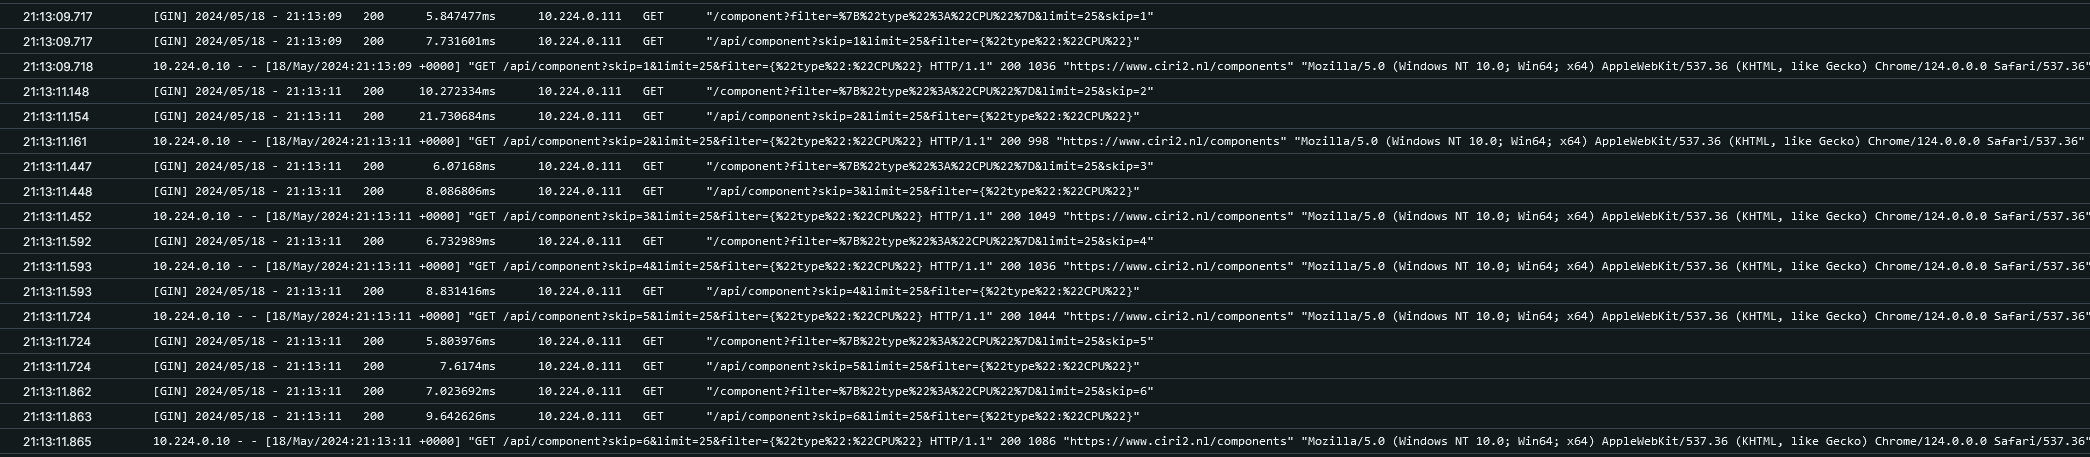 21:13:09.717 [GIN] 2024/05/18 - 21:13:09 200 5.847477ms 10.224.0.111 GET "/component?filter=%7B%22type%22%3A%22CPU%22%7D&limit=25&skip=1"
21:13:09.717 [GIN] 2024/05/18 - 21:13:09 200 7.731601ms 10.224.0.111 GET "/api/component?skip=1&limit=25&filter={%22type%22:%22CPU%22}"
21:13:09.718 10.224.0.10 - - [18/May/2024:21:13:09 +0000] "GET /api/component?skip=1&limit=25&filter={%22type%22:%22CPU%22} HTTP/1.1" 200 1036 "https://www.ciri2.nl/components" "Mozilla/5.0 (Windows NT 10.0; Win64; x64) AppleWebKit/537.36 (KHTML, like Gecko) Chrome/124.0.0.0 Safari/537.36"
21:13:11.148 [GIN] 2024/05/18 - 21:13:11 200 10.272334ms 10.224.0.111 GET "/component?filter=%7B%22type%22%3A%22CPU%22%7D&limit=25&skip=2"
21:13:11.154 [GIN] 2024/05/18 - 21:13:11 200 21.730684ms 10.224.0.111 GET "/api/component?skip=2&limit=25&filter={%22type%22:%22CPU%22}"
21:13:11.161 10.224.0.10 - - [18/May/2024:21:13:11 +0000] "GET /api/component?skip=2&limit=25&filter={%22type%22:%22CPU%22} HTTP/1.1" 200 998 "https://www.ciri2.nl/components" "Mozilla/5.0 (Windows NT 10.0; Win64; x64) AppleWebKit/537.36 (KHTML, like Gecko) Chrome/124.0.0.0 Safari/537.36"
21:13:11.447 [GIN] 2024/05/18 - 21:13:11 200 6.07168ms 10.224.0.111 GET "/component?filter=%7B%22type%22%3A%22CPU%22%7D&limit=25&skip=3"
21:13:11.448 [GIN] 2024/05/18 - 21:13:11 200 8.086806ms 10.224.0.111 GET "/api/component?skip=3&limit=25&filter={%22type%22:%22CPU%22}"
21:13:11.452 10.224.0.10 - - [18/May/2024:21:13:11 +0000] "GET /api/component?skip=3&limit=25&filter={%22type%22:%22CPU%22} HTTP/1.1" 200 1049 "https://www.ciri2.nl/components" "Mozilla/5.0 (Windows NT 10.0; Win64; x64) AppleWebKit/537.36 (KHTML, like Gecko) Chrome/124.0.0.0 Safari/537.36"
21:13:11.592 [GIN] 2024/05/18 - 21:13:11 200 6.732989ms 10.224.0.111 GET "/component?filter=%7B%22type%22%3A%22CPU%22%7D&limit=25&skip=4"
21:13:11.593 10.224.0.10 - - [18/May/2024:21:13:11 +0000] "GET /api/component?skip=4&limit=25&filter={%22type%22:%22CPU%22} HTTP/1.1" 200 1036 "https://www.ciri2.nl/components" "Mozilla/5.0 (Windows NT 10.0; Win64; x64) AppleWebKit/537.36 (KHTML, like Gecko) Chrome/124.0.0.0 Safari/537.36"
21:13:11.593 [GIN] 2024/05/18 - 21:13:11 200 8.831416ms 10.224.0.111 GET "/api/component?skip=4&limit=25&filter={%22type%22:%22CPU%22}"
21:13:11.724 10.224.0.10 - - [18/May/2024:21:13:11 +0000] "GET /api/component?skip=5&limit=25&filter={%22type%22:%22CPU%22} HTTP/1.1" 200 1044 "https://www.ciri2.nl/components" "Mozilla/5.0 (Windows NT 10.0; Win64; x64) AppleWebKit/537.36 (KHTML, like Gecko) Chrome/124.0.0.0 Safari/537.36"
21:13:11.724 [GIN] 2024/05/18 - 21:13:11 200 5.803976ms 10.224.0.111 GET "/component?filter=%7B%22type%22%3A%22CPU%22%7D&limit=25&skip=5"
21:13:11.724 [GIN] 2024/05/18 - 21:13:11 200 7.6174ms 10.224.0.111 GET "/api/component?skip=5&limit=25&filter={%22type%22:%22CPU%22}"
21:13:11.862 [GIN] 2024/05/18 - 21:13:11 200 7.023692ms 10.224.0.111 GET "/component?filter=%7B%22type%22%3A%22CPU%22%7D&limit=25&skip=6"
21:13:11.863 [GIN] 2024/05/18 - 21:13:11 200 9.642626ms 10.224.0.111 GET "/api/component?skip=6&limit=25&filter={%22type%22:%22CPU%22}"
21:13:11.865 10.224.0.10 - - [18/May/2024:21:13:11 +0000] "GET /api/component?skip=6&limit=25&filter={%22type%22:%22CPU%22} HTTP/1.1" 200 1086 "https://www.ciri2.nl/components" "Mozilla/5.0 (Windows NT 10.0; Win64; x64) AppleWebKit/537.36 (KHTML, like Gecko) Chrome/124.0.0.0 Safari/537.36"